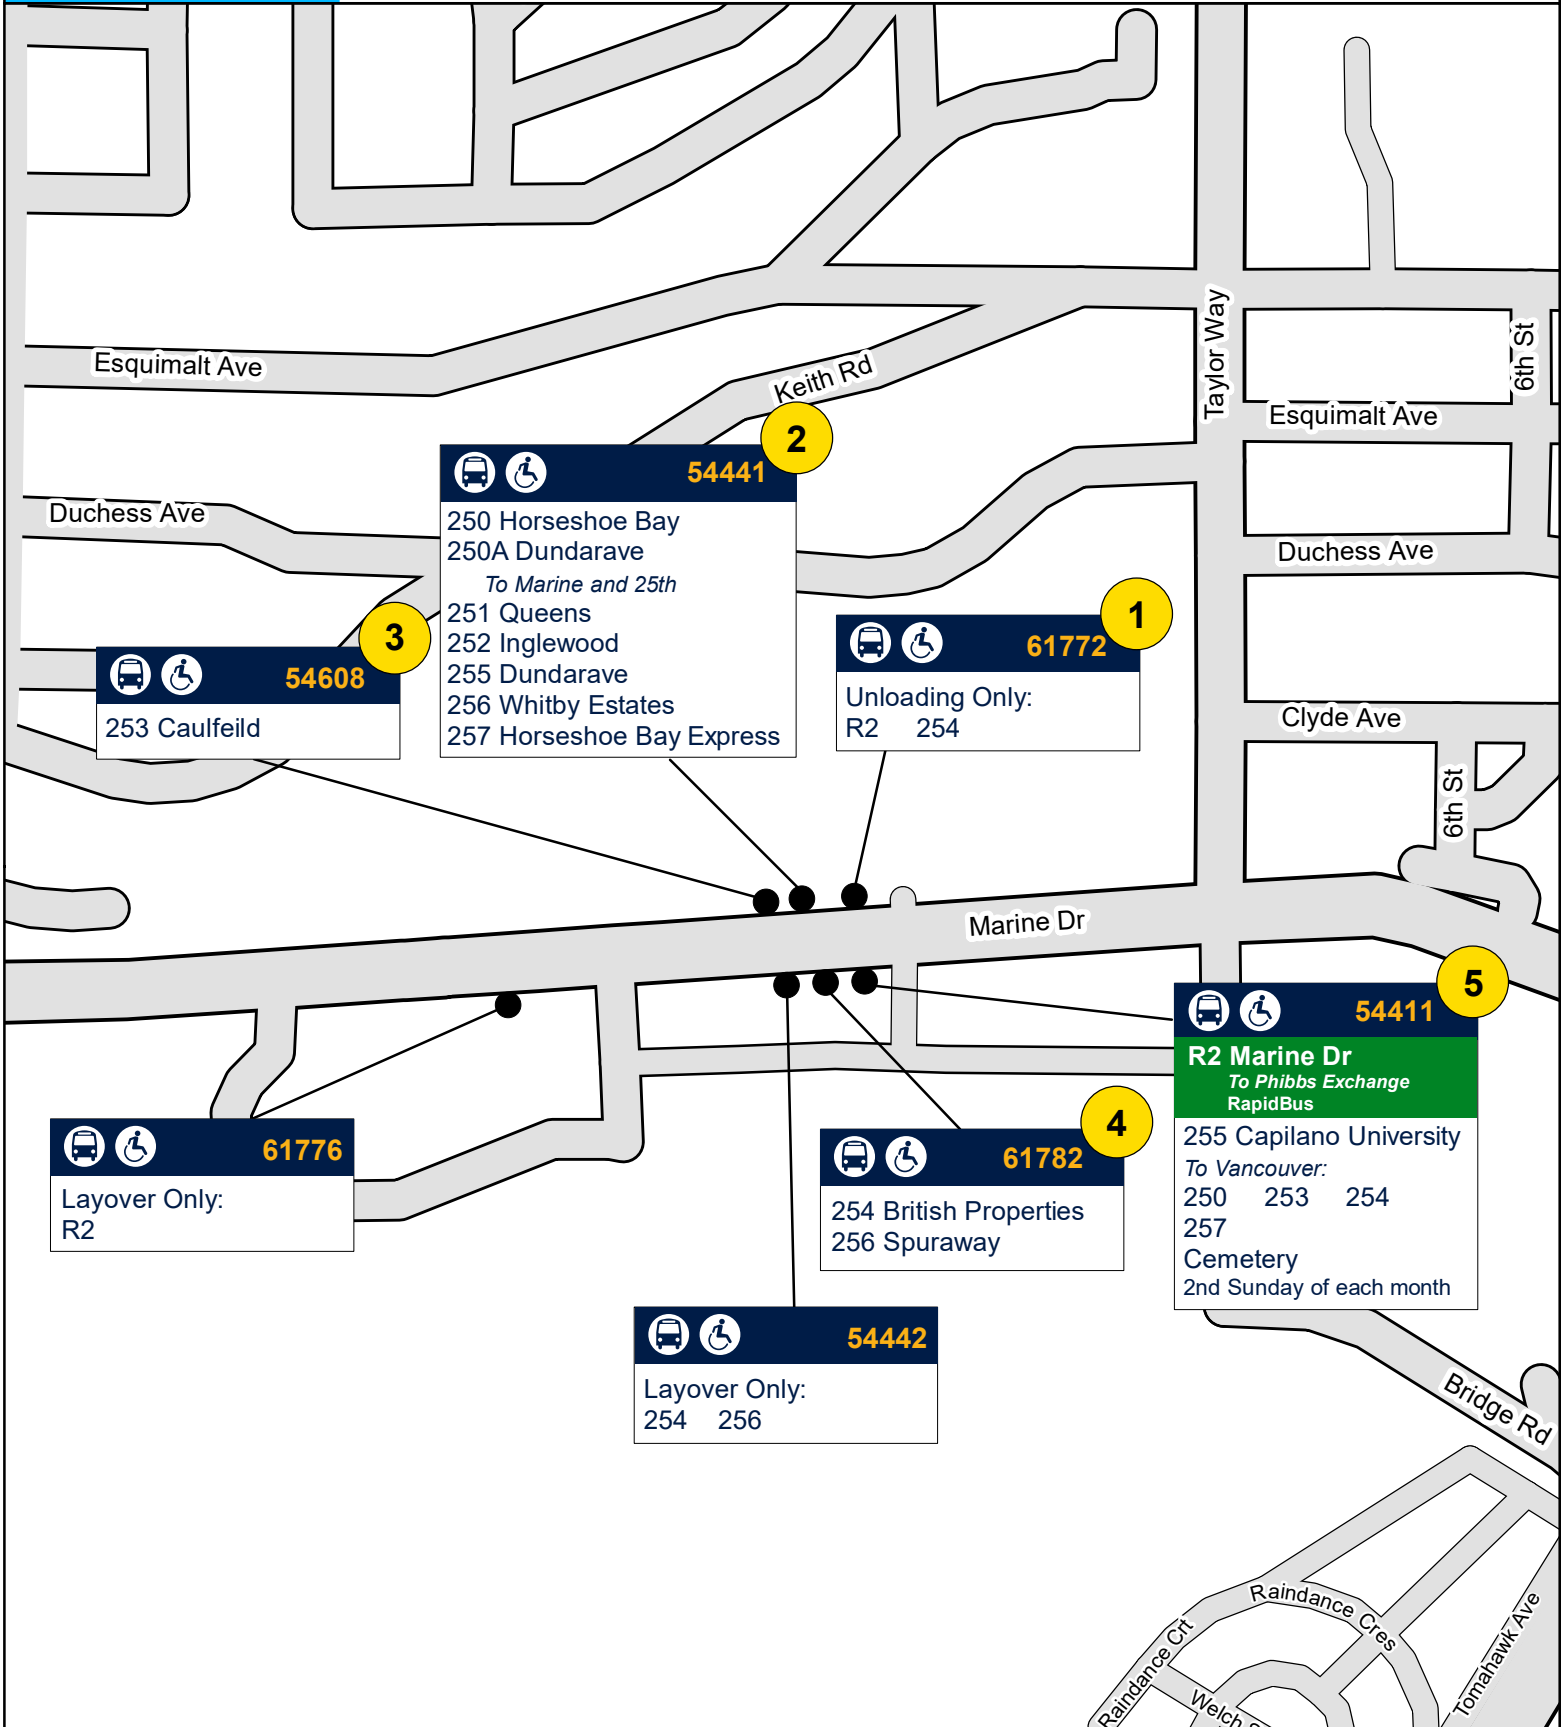 Taylor Way
6th St
Esquimalt Ave
Keith Rd
Esquimalt Ave
2
54441
250 Horseshoe Bay
250A Dundarave
To Marine and 25th
251 Queens
252 Inglewood
255 Dundarave
256 Whitby Estates
257 Horseshoe Bay Express
Duchess Ave
Duchess Ave
3
54608
253 Caulfeild
1
61772
Unloading Only:
R2 254
Clyde Ave
6th St
Marine Dr
5
54411
R2 Marine Dr
To Phibbs Exchange
RapidBus
255 Capilano University
To Vancouver:
250 253 254
257
Cemetery
2nd Sunday of each month
61776
Layover Only:
R2
4
61782
254 British Properties
256 Spuraway
54442
Layover Only:
254 256
Bridge Rd
Raindance Cres
Raindance Crt
Tomahawk Ave
Welch